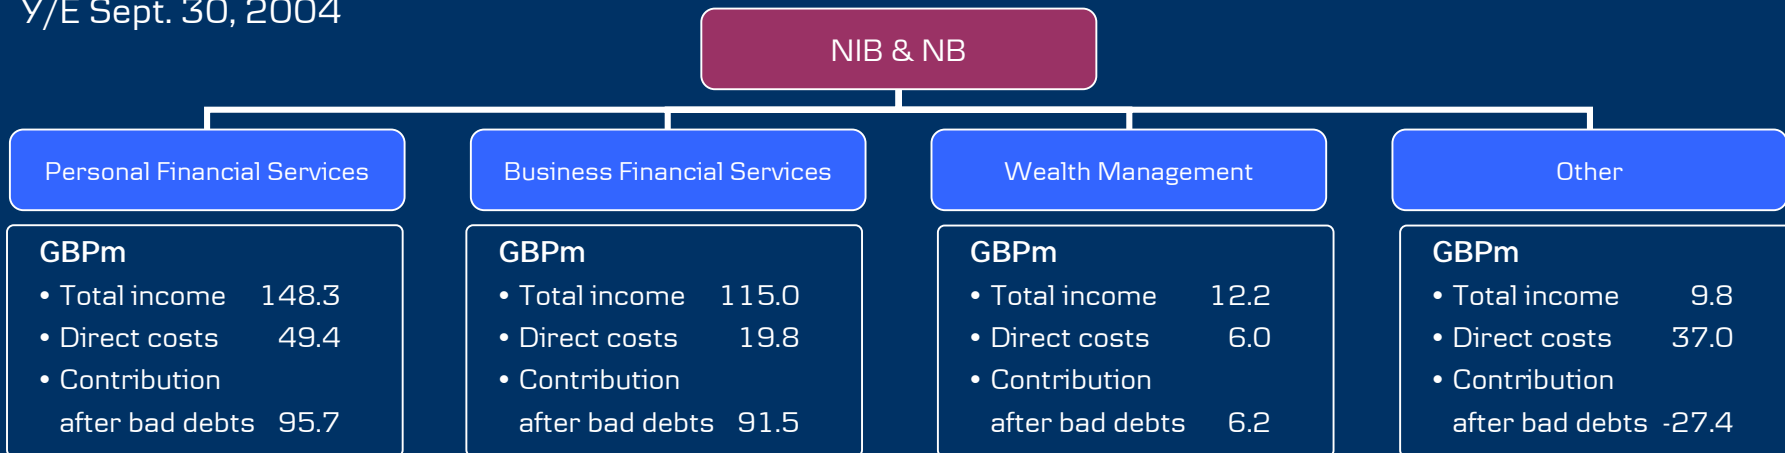 Y/E Sept. 30, 2004
NIB & NB
Personal Financial Services
Business Financial Services
Wealth Management
Other
GBPm
• Total income 148.3
• Direct costs 49.4
• Contribution
after bad debts 95.7
GBPm
• Total income 115.0
• Direct costs 19.8
• Contribution
after bad debts 91.5
GBPm
• Total income 12.2
• Direct costs 6.0
• Contribution
after bad debts 6.2
GBPm
• Total income 9.8
• Direct costs 37.0
• Contribution
after bad debts -27.4